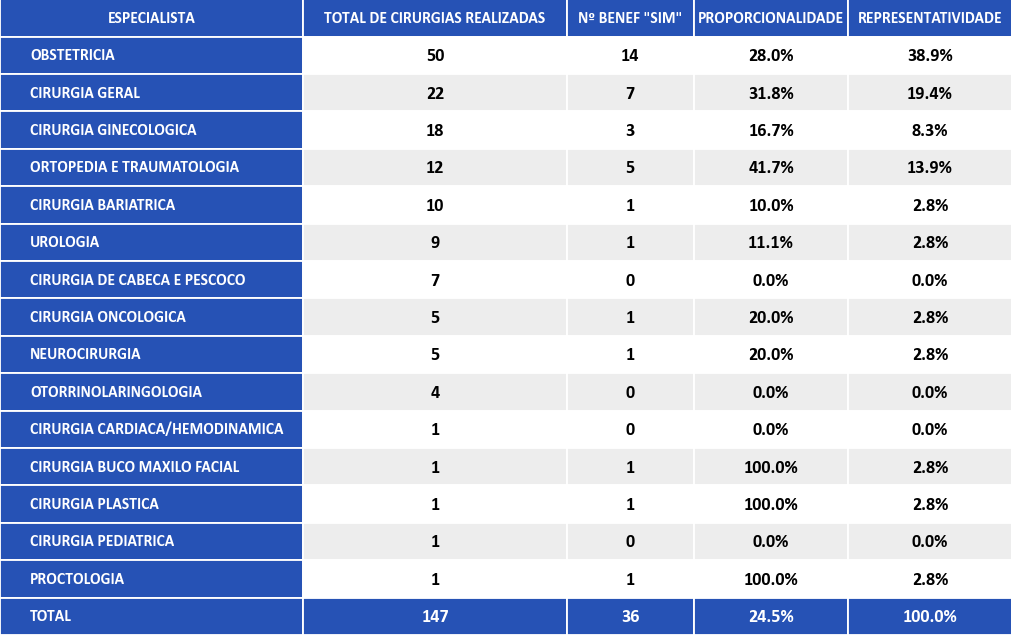 ESPECIALISTA TOTAL DE CIRURGIAS REALIZADAS Nº BENEF "SIM" PROPORCIONALIDADE REPRESENTATIVIDADE
OBSTETRICIA 50 14 28.0% 38.9%
CIRURGIA GERAL 22 7 31.8% 19.4%
CIRURGIA GINECOLOGICA 18 3 16.7% 8.3%
ORTOPEDIA E TRAUMATOLOGIA 12 5 41.7% 13.9%
CIRURGIA BARIATRICA 10 1 10.0% 2.8%
UROLOGIA 9 1 11.1% 2.8%
CIRURGIA DE CABECA E PESCOCO 7 0 0.0% 0.0%
CIRURGIA ONCOLOGICA 5 1 20.0% 2.8%
NEUROCIRURGIA 5 1 20.0% 2.8%
OTORRINOLARINGOLOGIA 4 0 0.0% 0.0%
CIRURGIA CARDIACA/HEMODINAMICA 1 0 0.0% 0.0%
CIRURGIA BUCO MAXILO FACIAL 1 1 100.0% 2.8%
CIRURGIA PLASTICA 1 1 100.0% 2.8%
CIRURGIA PEDIATRICA 1 0 0.0% 0.0%
PROCTOLOGIA 1 1 100.0% 2.8%
TOTAL 147 36 24.5% 100.0%